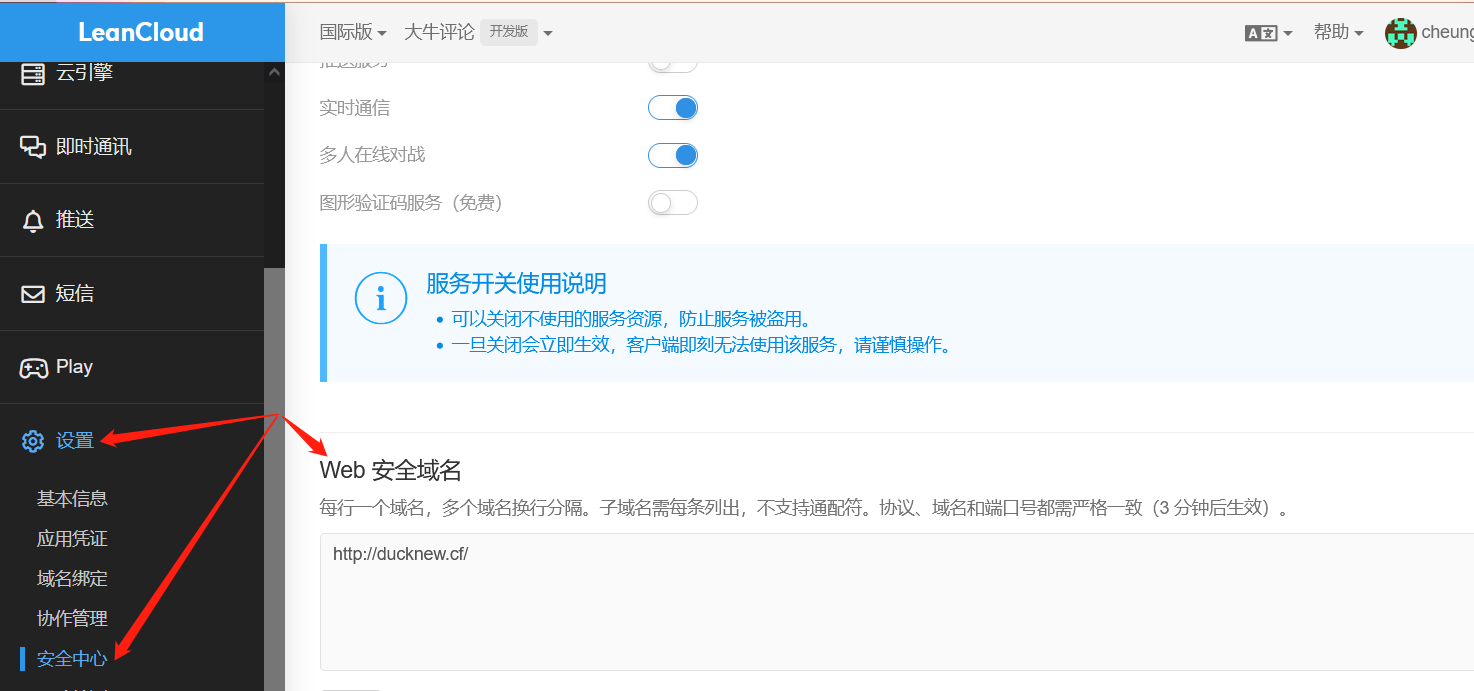 LeanCloud
国际版
大牛评论
开发版
帮助
cheung
云引擎
即时通讯
推送
短信
Play
设置
基本信息
应用凭证
域名绑定
协作管理
安全中心
推送服务
实时通信
多人在线对战
图形验证码服务（免费）
服务开关使用说明
可以关闭不使用的服务资源，防止服务被盗用。
一旦关闭会立即生效，客户端即刻无法使用该服务，请谨慎操作。
Web 安全域名
每行一个域名，多个域名换行分隔。子域名需每条列出，不支持通配符。协议、域名和端口号都需严格一致（3 分钟后生效）。
http://ducknew.cf/